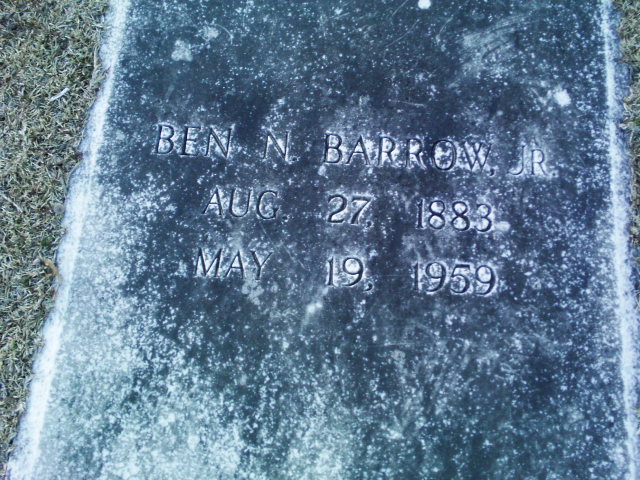 BEN N. BARROW, JR.
AUG. 27, 1883
MAY 19, 1959